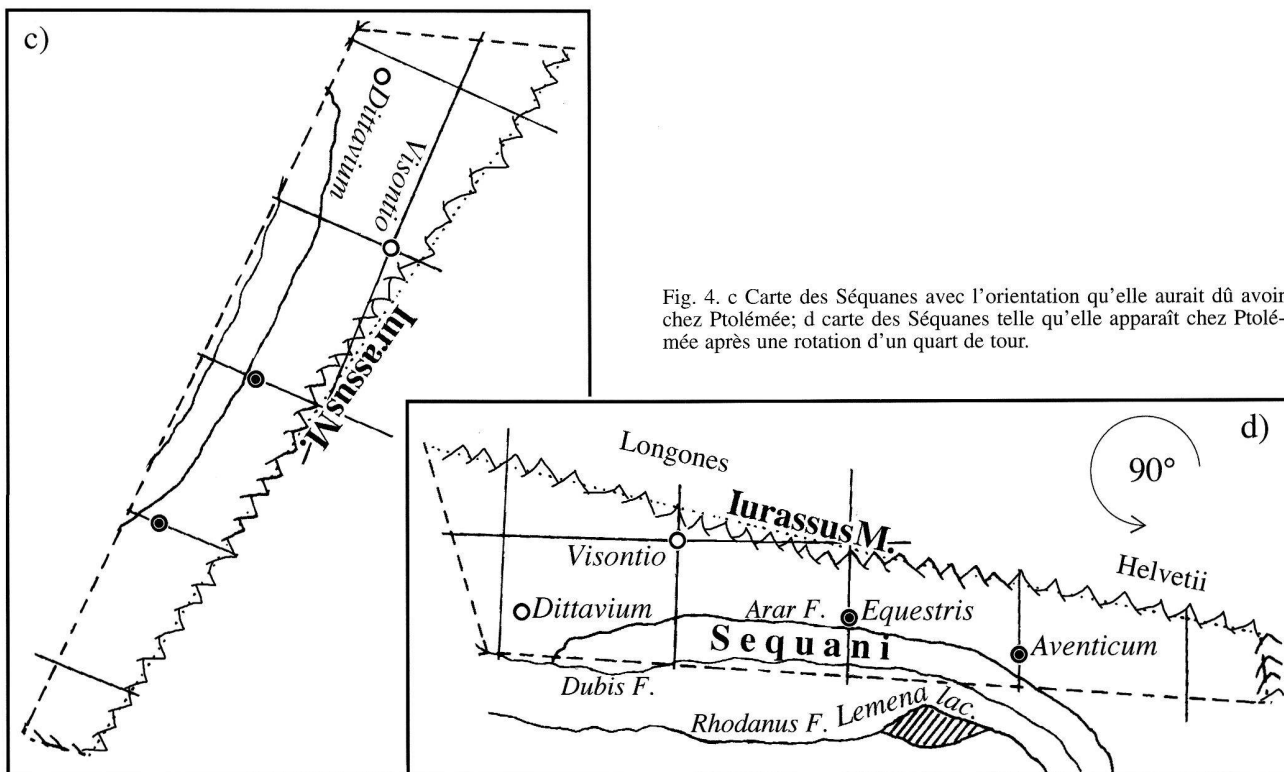 c)
Dittavium
Visontio
Iurassus M.
Fig. 4. c Carte des Séquanes avec l'orientation qu'elle aurait dû avoir
chez Ptolémée; d carte des Séquanes telle qu'elle apparaît chez Ptolé-
mée après une rotation d'un quart de tour.
d)
90°
Longones
Iurassus M.
Helvetii
Visontio
Dittavium
Arar F.
Equestris
Sequani
Aventicum
Dubis F.
Rhodanus F.
Lemena lac.